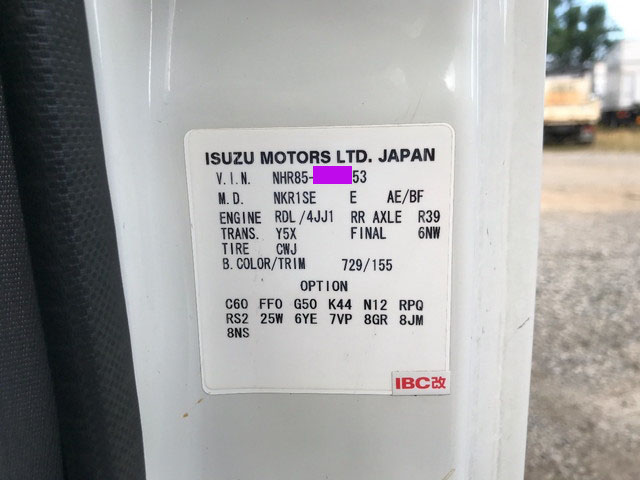 ISUZU MOTORS LTD. JAPAN
V.I.N. NHR85- 53
M.D. NKR1SE E AE/BF
ENGINE RDL/4JJ1 RR AXLE R39
TRANS. Y5X FINAL 6NW
TIRE CWJ
B.COLOR/TRIM 729/155
OPTION
C60 FFO G50 K44 N12 RPQ
RS2 25W 6YE 7VP 8GR 8JM
8NS
IBC改